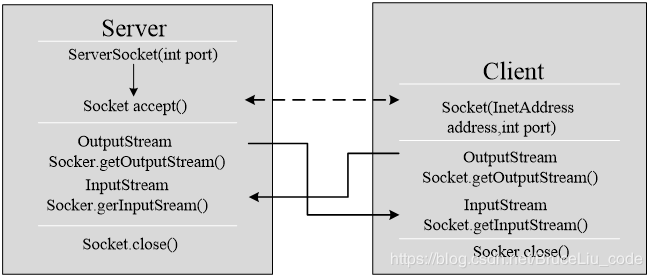 Server
ServerSocket(int port)
Socket accept()
OutputStream
Socker.getOutputStream()
InputStream
Socker.gerInputSream()
Socket.close()
Client
Socket(InetAddress
address,int port)
OutputStream
Socket.getOutputStream()
InputStream
Socket.getInputStream()
Socker close()
https://blog.csdn.net/BruceLiu_code